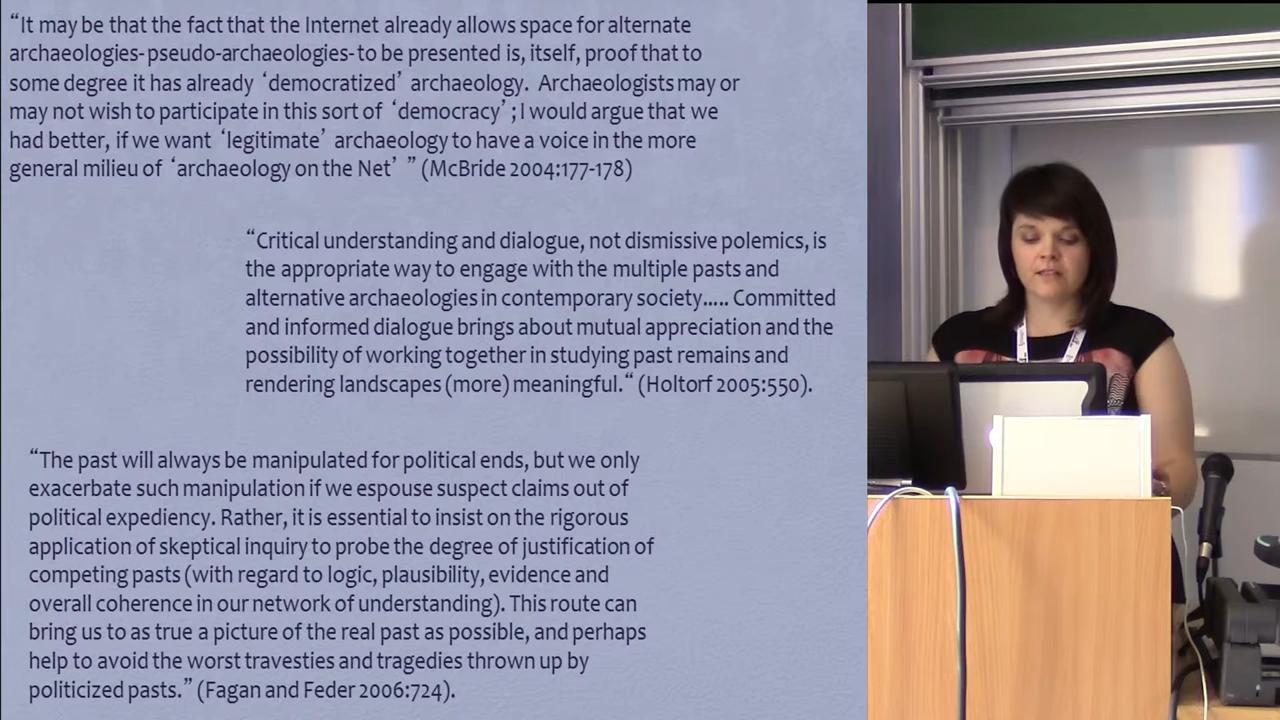 “It may be that the fact that the Internet already allows space for alternate
archaeologies-pseudo-archaeologies-to be presented is, itself, proof that to
some degree it has already ‘democratized’ archaeology. Archaeologists may or
may not wish to participate in this sort of ‘democracy’; I would argue that we
had better, if we want ‘legitimate’ archaeology to have a voice in the more
general milieu of ‘archaeology on the Net’ ” (McBride 2004:177-178)
“Critical understanding and dialogue, not dismissive polemics, is
the appropriate way to engage with the multiple pasts and
alternative archaeologies in contemporary society..... Committed
and informed dialogue brings about mutual appreciation and the
possibility of working together in studying past remains and
rendering landscapes (more) meaningful.“ (Holtorf 2005:550).
“The past will always be manipulated for political ends, but we only
exacerbate such manipulation if we espouse suspect claims out of
political expediency. Rather, it is essential to insist on the rigorous
application of skeptical inquiry to probe the degree of justification of
competing pasts (with regard to logic, plausibility, evidence and
overall coherence in our network of understanding). This route can
bring us to as true a picture of the real past as possible, and perhaps
help to avoid the worst travesties and tragedies thrown up by
politicized pasts.” (Fagan and Feder 2006:724).